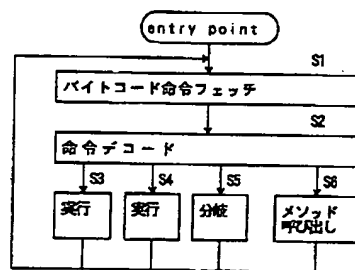 entry point
S1
バイトコード命令フェッチ
S2
命令デコード
S3
S4
S5
S6
実行
実行
分岐
メソッド
呼び出し